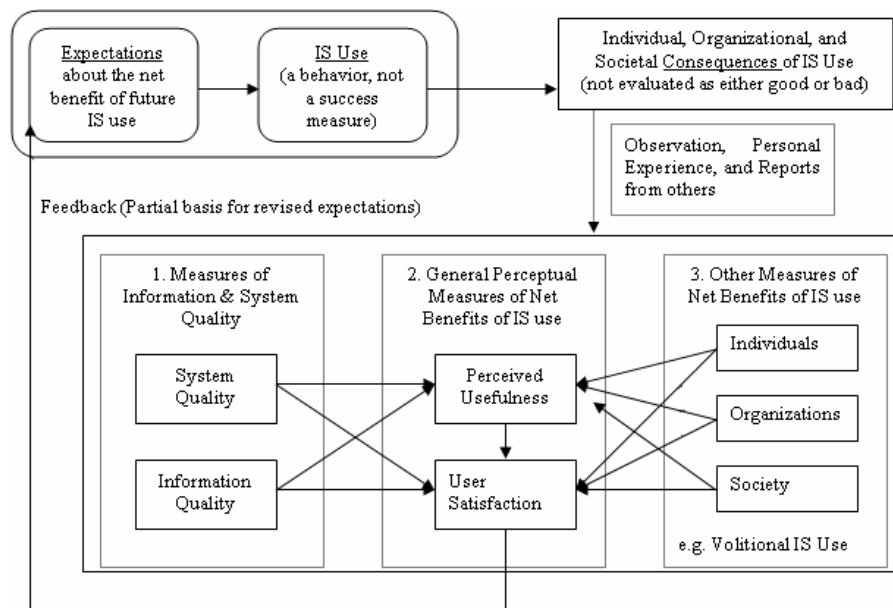 Expectations
about the net
benefit of future
IS use
IS Use
(a behavior, not
a success
measure)
Individual, Organizational, and
Societal Consequences of IS Use
(not evaluated as either good or bad)
Observation, Personal
Experience, and Reports
from others
Feedback (Partial basis for revised expectations)
1. Measures of
Information & System
Quality
System
Quality
Information
Quality
2. General Perceptual
Measures of Net
Benefits of IS use
Perceived
Usefulness
User
Satisfaction
3. Other Measures of
Net Benefits of IS use
Individuals
Organizations
Society
e.g. Volitional IS Use